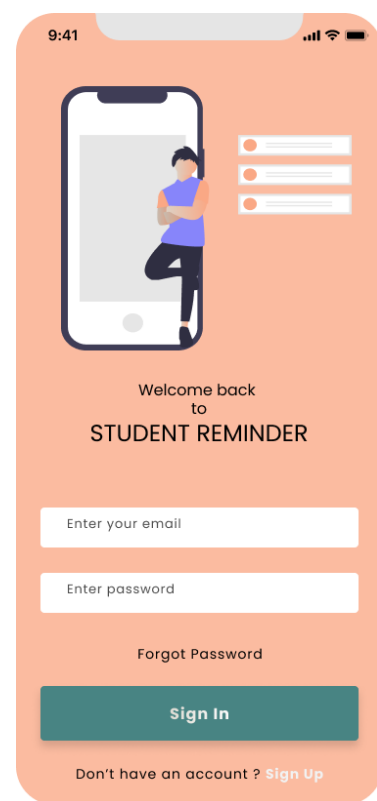 9:41
Welcome back
to
STUDENT REMINDER
Enter your email
Enter password
Forgot Password
Sign In
Don’t have an account ? Sign Up